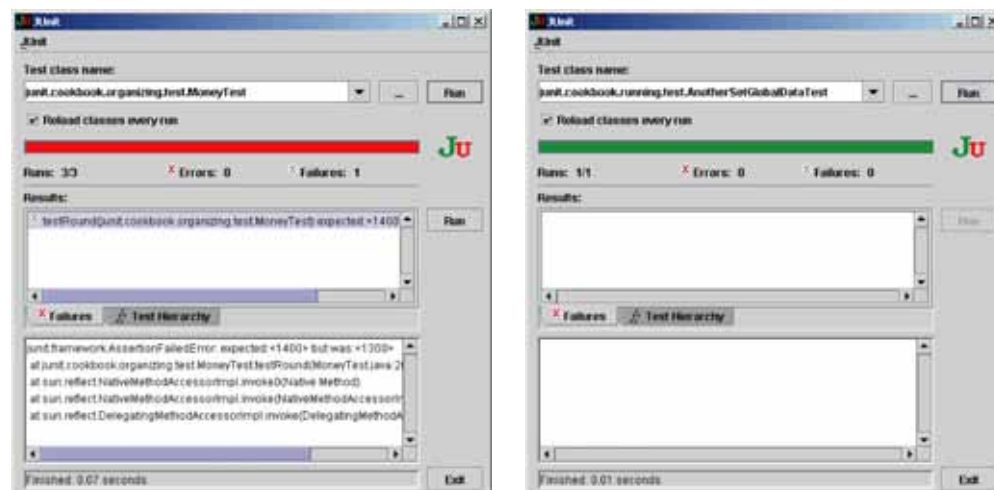 JUnit
JUnit
Test class name:
junit.cookbook.organizing.test.MoneyTest
...
Run
Reload classes every run
JU
Runs: 3/3
X Errors: 0
Failures: 1
Results:
testRound(junit.cookbook.organizing.test.MoneyTest):expected:<1400
Run
X Failures
Test Hierarchy
junit.framework.AssertionFailedError: expected:<1400> but was:<1300>
at junit.cookbook.organizing.test.MoneyTest.testRound(MoneyTest.java:2
at sun.reflect.NativeMethodAccessorImpl.invoke0(Native Method)
at sun.reflect.NativeMethodAccessorImpl.invoke(NativeMethodAccessorI
at sun.reflect.DelegatingMethodAccessorImpl.invoke(DelegatingMethodA
Finished: 0.07 seconds
Exit
JUnit
JUnit
Test class name:
junit.cookbook.running.test.AnotherSetGlobalDataTest
...
Run
Reload classes every run
JU
Runs: 1/1
X Errors: 0
Failures: 0
Results:
Run
X Failures
Test Hierarchy
Finished: 0.01 seconds
Exit